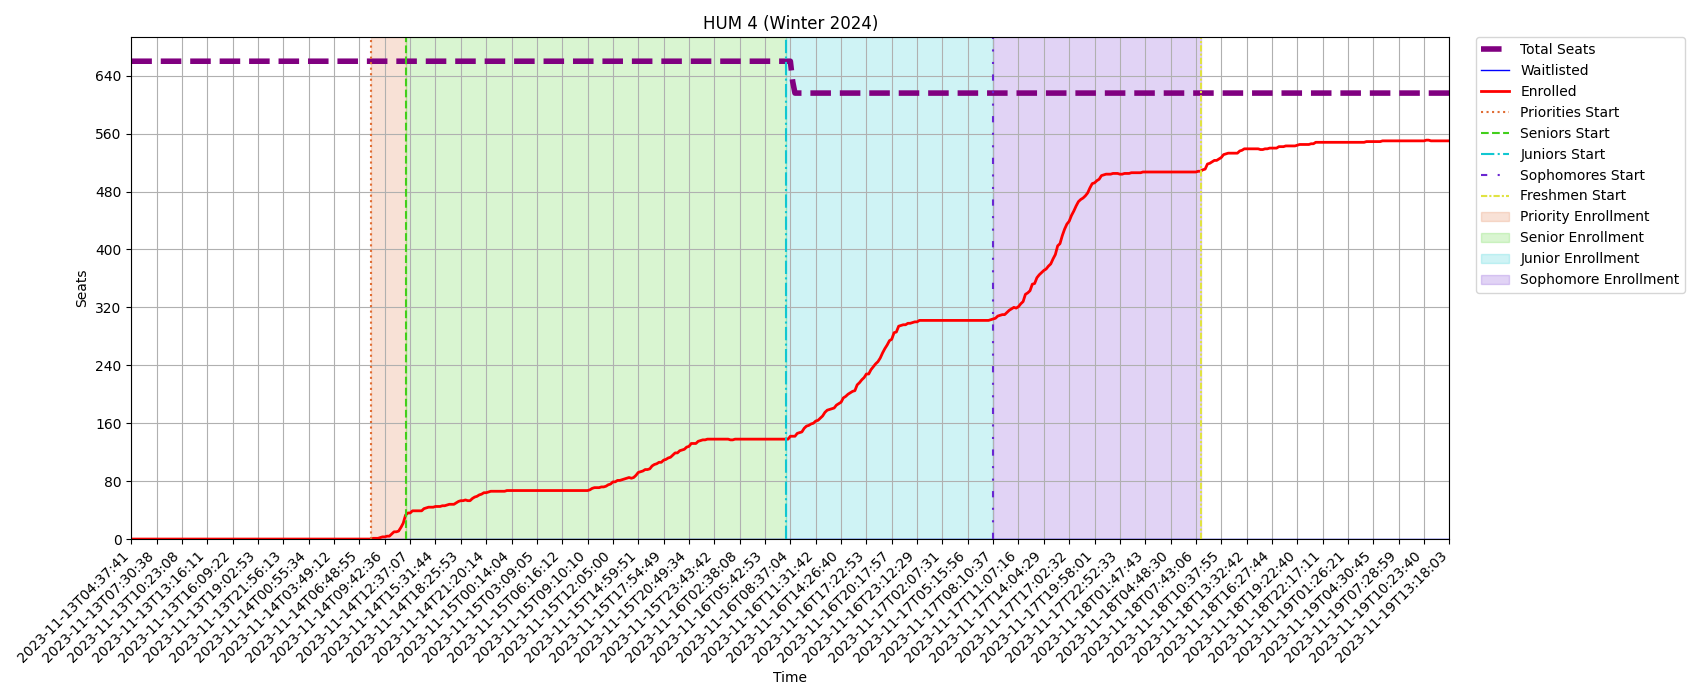 HUM 4 (Winter 2024)
Total Seats
Waitlisted
Enrolled
Priorities Start
Seniors Start
Juniors Start
Sophomores Start
Freshmen Start
Priority Enrollment
Senior Enrollment
Junior Enrollment
Sophomore Enrollment
Seats
640
560
480
400
320
240
160
80
0
2023-11-13T04:37:41
2023-11-13T07:30:38
2023-11-13T10:23:08
2023-11-13T13:16:11
2023-11-13T16:09:22
2023-11-13T19:02:53
2023-11-13T21:56:13
2023-11-14T00:55:34
2023-11-14T03:49:12
2023-11-14T06:48:55
2023-11-14T09:42:36
2023-11-14T12:37:07
2023-11-14T15:31:44
2023-11-14T18:25:53
2023-11-14T21:20:14
2023-11-15T00:14:04
2023-11-15T03:09:05
2023-11-15T06:16:12
2023-11-15T09:10:10
2023-11-15T12:05:00
2023-11-15T14:59:51
2023-11-15T17:54:49
2023-11-15T20:49:34
2023-11-15T23:43:42
2023-11-16T02:38:08
2023-11-16T05:42:53
2023-11-16T08:37:04
2023-11-16T11:31:42
2023-11-16T14:26:40
2023-11-16T17:22:53
2023-11-16T20:17:57
2023-11-16T23:12:29
2023-11-17T02:07:31
2023-11-17T05:15:56
2023-11-17T08:10:37
2023-11-17T11:07:16
2023-11-17T14:04:29
2023-11-17T17:02:32
2023-11-17T19:58:01
2023-11-17T22:52:33
2023-11-18T01:47:43
2023-11-18T04:48:30
2023-11-18T07:43:06
2023-11-18T10:37:55
2023-11-18T13:32:42
2023-11-18T16:27:44
2023-11-18T19:22:40
2023-11-18T22:17:11
2023-11-19T01:26:21
2023-11-19T04:30:45
2023-11-19T07:28:59
2023-11-19T10:23:40
2023-11-19T13:18:03
Time